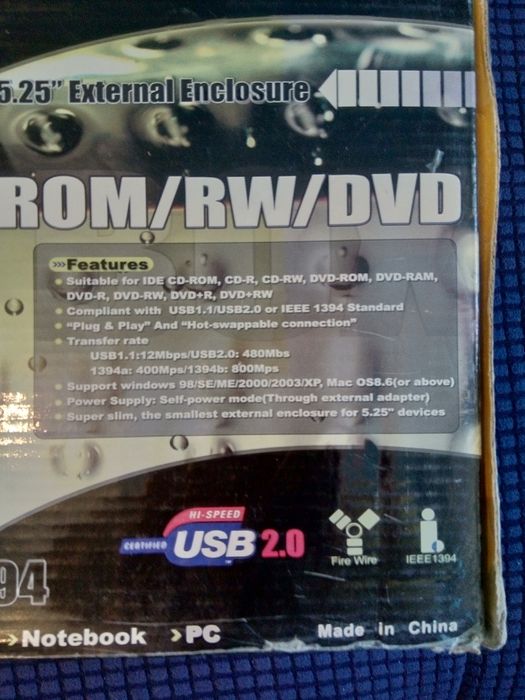 5.25" External Enclosure
ROM/RW/DVD
Features
Suitable for IDE CD-ROM, CD-R, CD-RW, DVD-ROM, DVD-RAM,
DVD-R, DVD-RW, DVD+R, DVD+RW
Compliant with USB1.1/USB2.0 or IEEE 1394 Standard
"Plug & Play" And "Hot-swappable connection"
Transfer rate
USB1.1:12Mbps/USB2.0: 480Mbs
1394a: 400Mps/1394b: 800Mps
Support windows 98/SE/ME/2000/2003/XP, Mac OS8.6(or above)
Power Supply: Self-power mode(Through external adapter)
Super slim, the smallest external enclosure for 5.25" devices
HI-SPEED
CERTIFIED USB 2.0
Fire Wire
IEEE1394
94
Notebook PC
Made in China